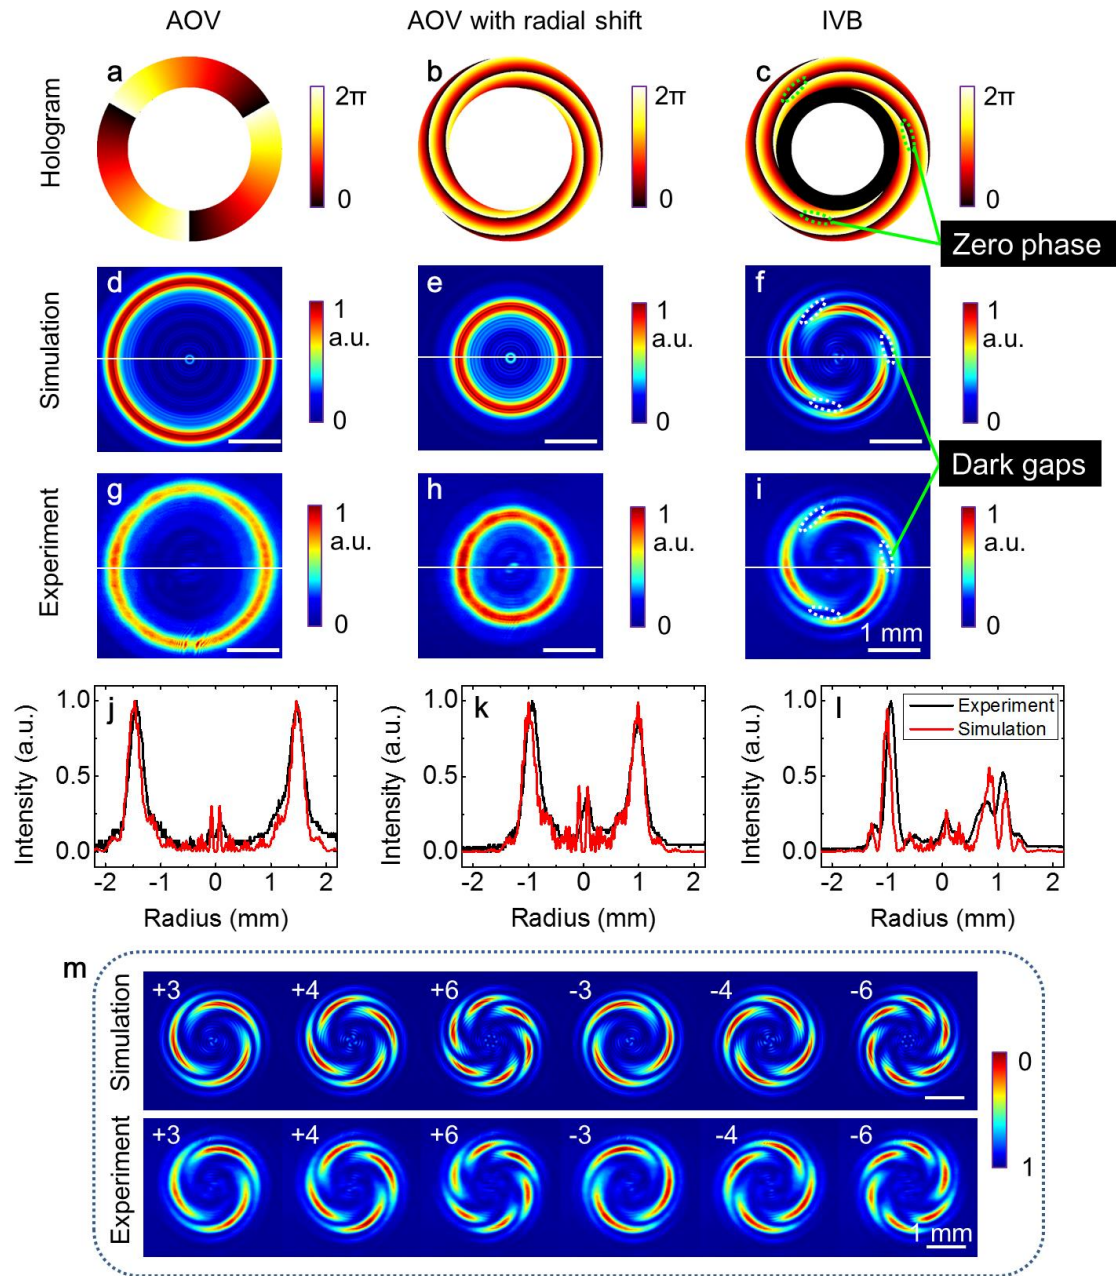 AOV AOV with radial shift IVB
Hologram
a 2π 0
b 2π 0
c 2π 0
Zero phase
Simulation
d 1 a.u. 0
e 1 a.u. 0
f 1 a.u. 0
Dark gaps
Experiment
g 1 a.u. 0
h 1 a.u. 0
i 1 mm 1 a.u. 0
j
Intensity (a.u.)
1.0
0.5
0.0
-2 -1 0 1 2
Radius (mm)
k
Intensity (a.u.)
1.0
0.5
0.0
-2 -1 0 1 2
Radius (mm)
l
Experiment
Simulation
Intensity (a.u.)
1.0
0.5
0.0
-2 -1 0 1 2
Radius (mm)
m
Simulation
+3 +4 +6 -3 -4 -6
Experiment
+3 +4 +6 -3 -4 -6
1 mm
0
1